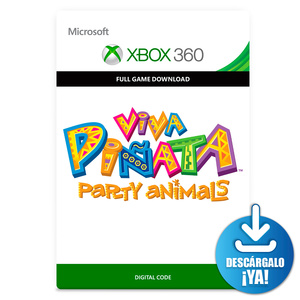 Microsoft
XBOX 360
FULL GAME DOWNLOAD
VIVA
PIÑATA
PARTY ANIMALS
DESCÁRGALO
¡YA!
DIGITAL CODE